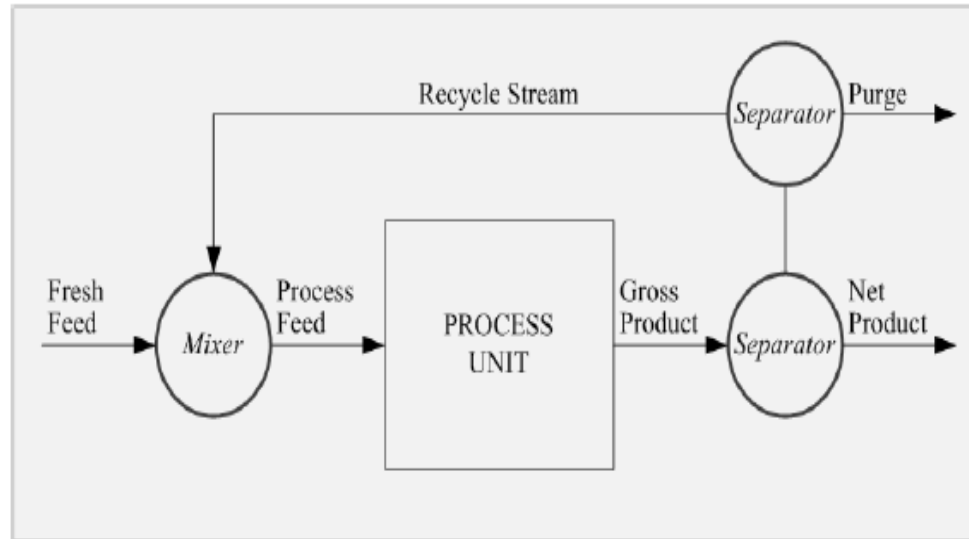 Recycle Stream
Separator
Purge
Fresh
Feed
Mixer
Process
Feed
PROCESS
UNIT
Gross
Product
Separator
Net
Product